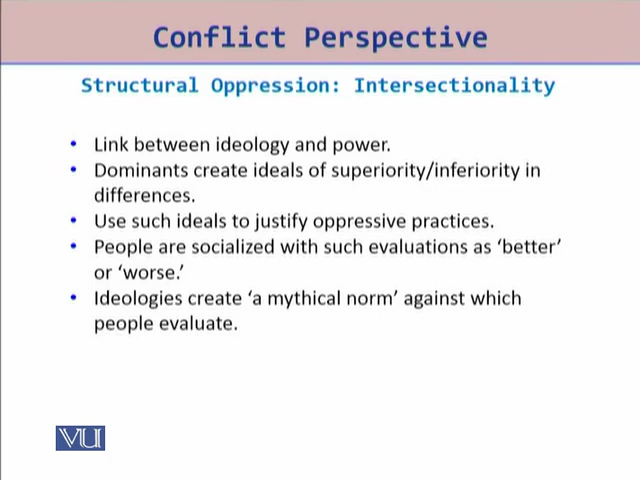 Conflict Perspective
Structural Oppression: Intersectionality
• Link between ideology and power.
• Dominants create ideals of superiority/inferiority in
differences.
• Use such ideals to justify oppressive practices.
• People are socialized with such evaluations as ‘better’
or ‘worse.’
• Ideologies create ‘a mythical norm’ against which
people evaluate.
VU